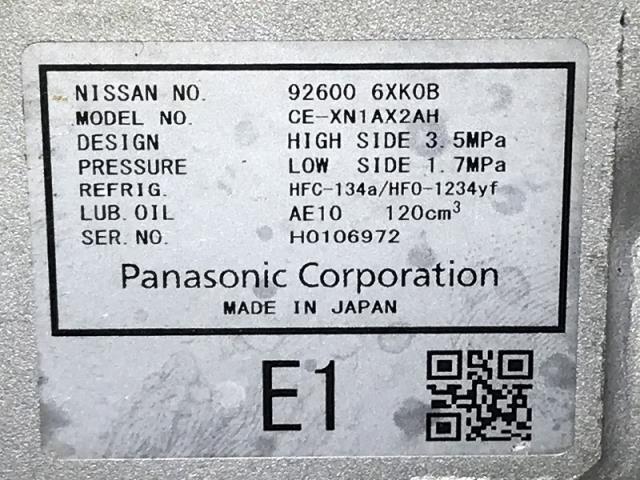 NISSAN NO. 92600 6XK0B
MODEL NO. CE-XN1AX2AH
DESIGN HIGH SIDE 3.5MPa
PRESSURE LOW SIDE 1.7MPa
REFRIG. HFC-134a/HFO-1234yf
LUB. OIL AE10 120cm³
SER. NO. H0106972
Panasonic Corporation
MADE IN JAPAN
E1